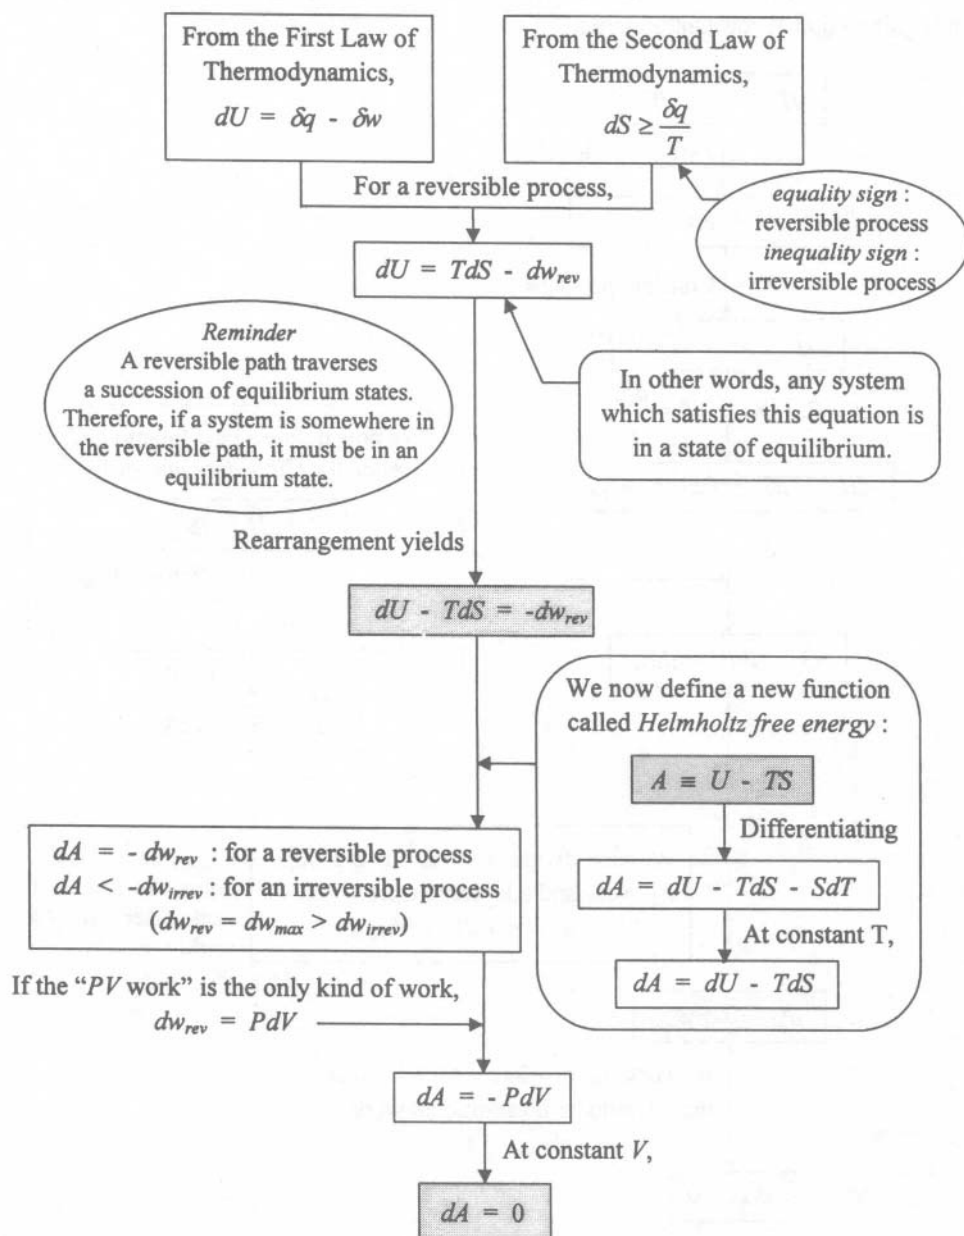 From the First Law of
Thermodynamics,
dU = δq - δw
From the Second Law of
Thermodynamics,
dS ≥ δq/T
For a reversible process,
equality sign :
reversible process
inequality sign :
irreversible process
dU = TdS - dw_rev
Reminder
A reversible path traverses
a succession of equilibrium states.
Therefore, if a system is somewhere in
the reversible path, it must be in an
equilibrium state.
In other words, any system
which satisfies this equation is
in a state of equilibrium.
Rearrangement yields
dU - TdS = -dw_rev
We now define a new function
called Helmholtz free energy :
A ≡ U - TS
Differentiating
dA = dU - TdS - SdT
At constant T,
dA = dU - TdS
dA = - dw_rev : for a reversible process
dA < -dw_irrev : for an irreversible process
(dw_rev = dw_max > dw_irrev)
If the “PV work” is the only kind of work,
dw_rev = PdV
dA = - PdV
At constant V,
dA = 0